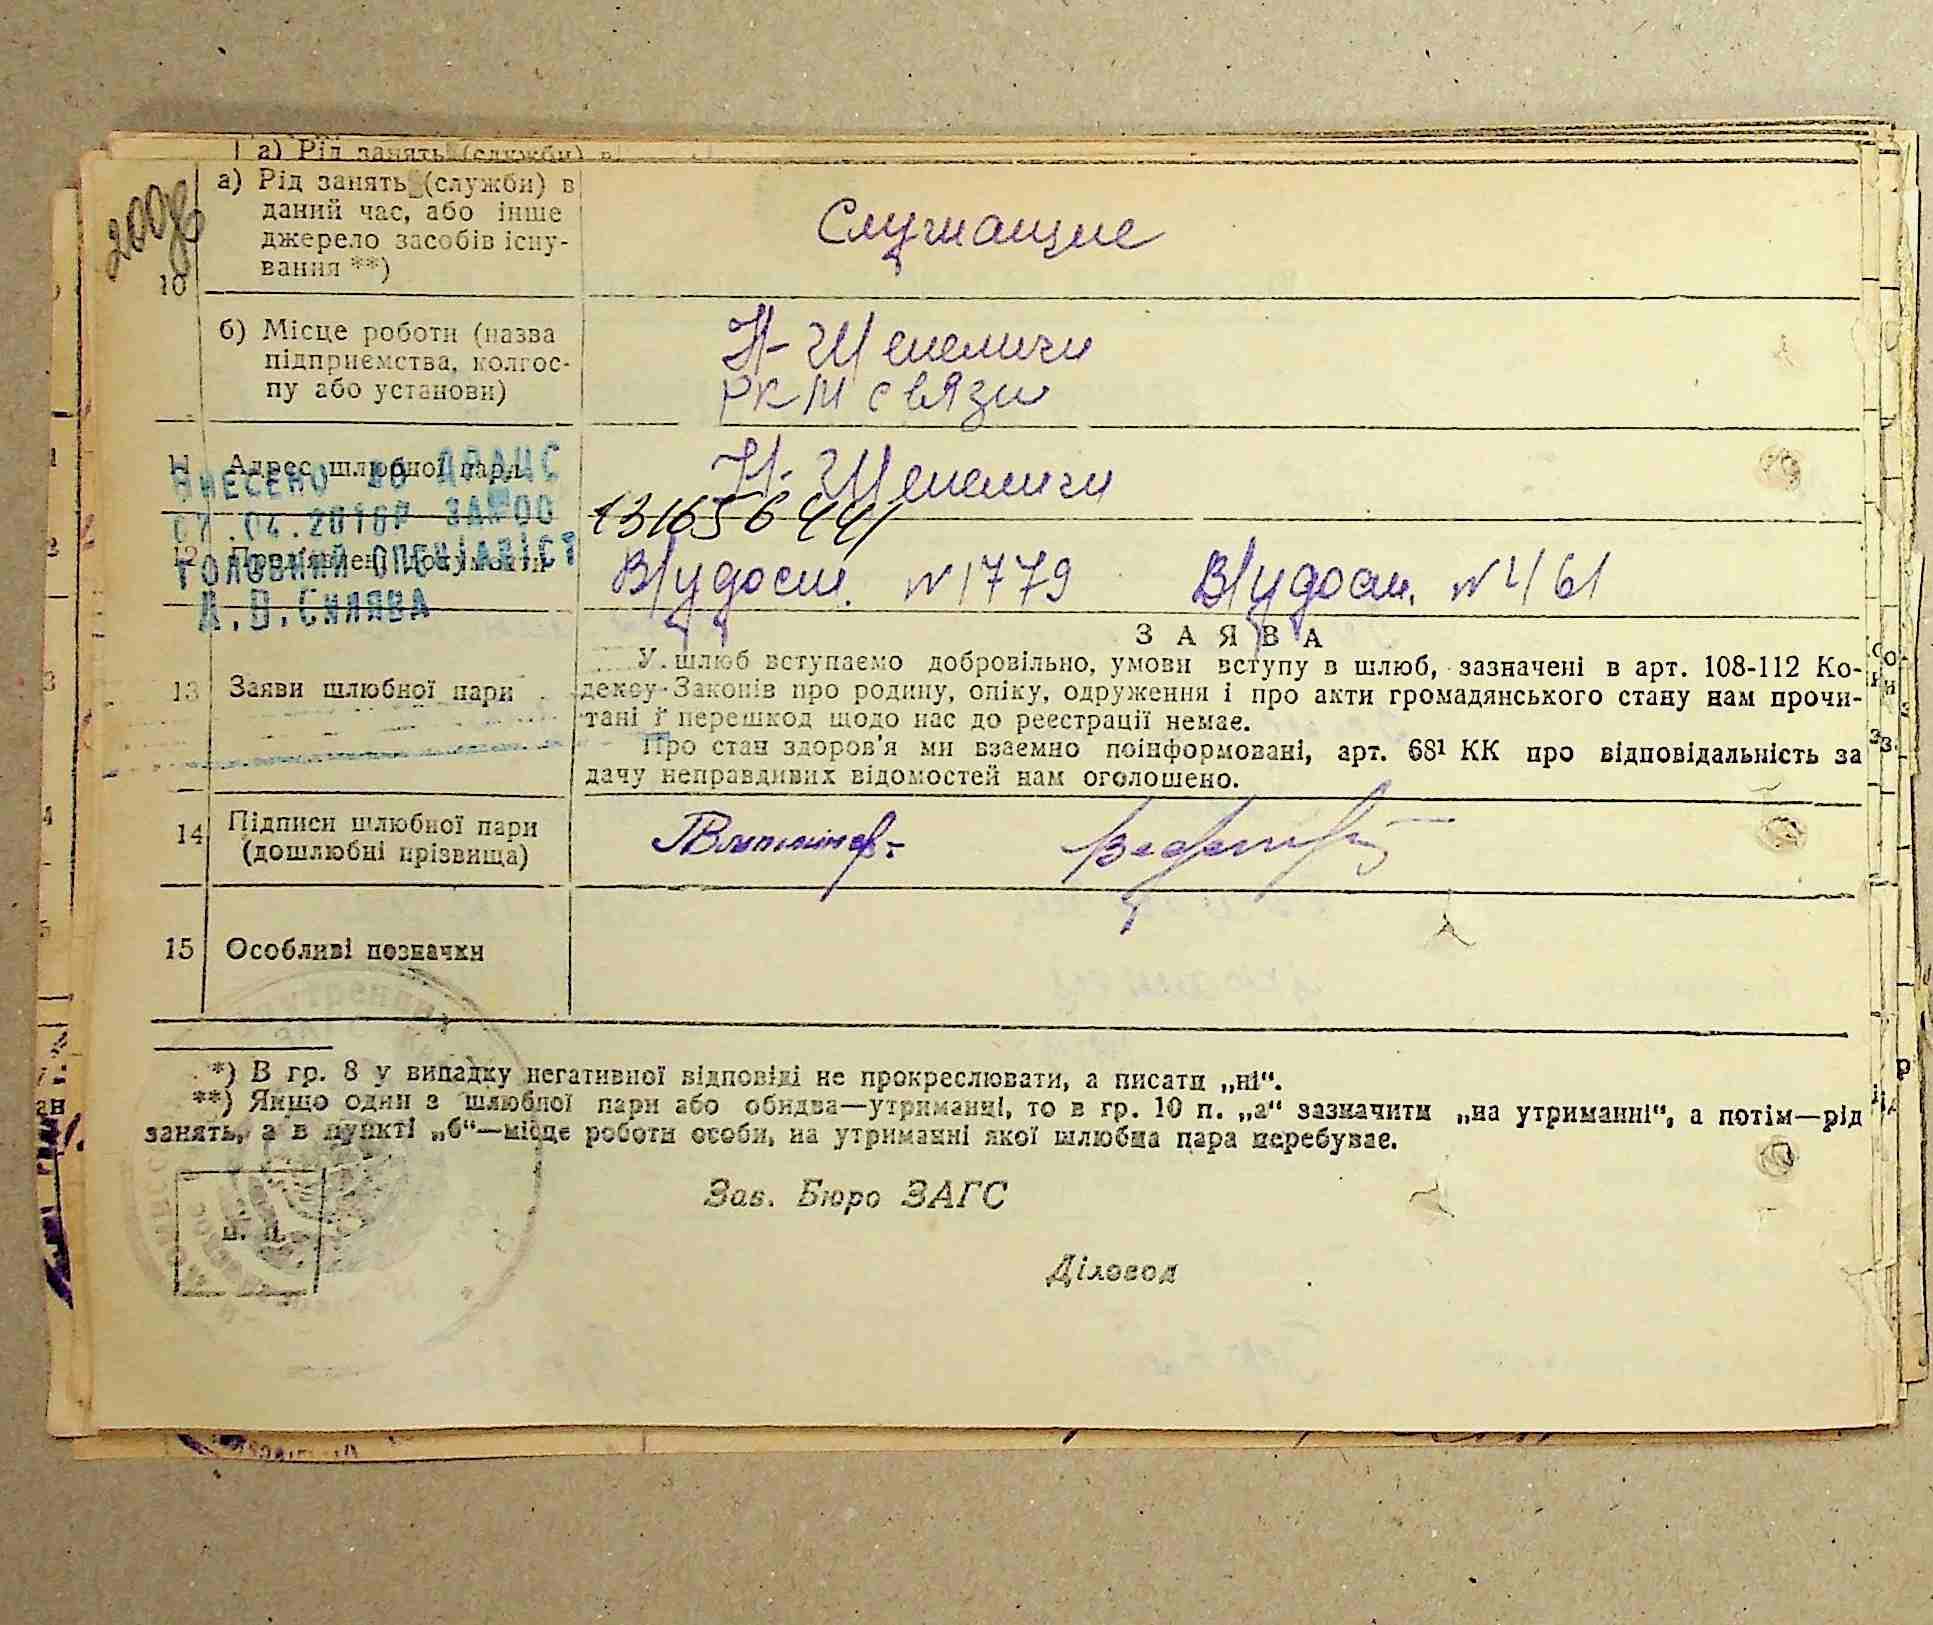 а) Рід занять (служби) в
200зв
а) Рід занять (служби) в
даний час, або інше
джерело засобів існу-
вання **)
10
Служащие
б) Місце роботи (назва
підприємства, колгос-
пу або установи)
Н-Шепеличи
РКМ связи
11 Адрес шлюбної пари
Н-Шепеличи
ВНЕСЕНО ДО ДРАЦС
07.04.2016Р ЗА №00
ГОЛОВНИЙ СПЕЦІАЛІСТ
А.В.Силява
131656441
12 Пред'явлені документи
В/удост. №1779 В/удост. №461
13 Заяви шлюбної пари
ЗАЯВА
У шлюб вступаємо добровільно, умови вступу в шлюб, зазначені в арт. 108-112 Ко-
дексу Законів про родину, опіку, одруження і про акти громадянського стану нам прочи-
тані і перешкод щодо нас до реєстрації немає.
Про стан здоров'я ми взаємно поінформовані, арт. 68¹ КК про відповідальність за
дачу неправдивих відомостей нам оголошено.
14 Підписи шлюбної пари
(дошлюбні прізвища)
15 Особливі позначки
*) В гр. 8 у випадку негативної відповіді не прокреслювати, а писати „ні“.
**) Якщо один з шлюбної пари або обидва—утриманці, то в гр. 10 п. „а“ зазначити „на утриманні“, а потім—рід
занять, а в пункті „б“—місце роботи особи, на утриманні якої шлюбна пара перебуває.
Зав. Бюро ЗАГС
Діловод